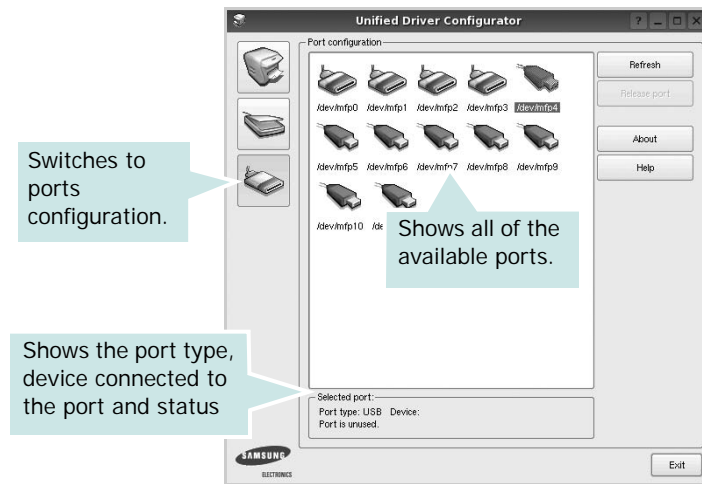 Unified Driver Configurator
Port configuration
/dev/mfp0 /dev/mfp1 /dev/mfp2 /dev/mfp3 /dev/mfp4
/dev/mfp5 /dev/mfp6 /dev/mfp7 /dev/mfp8 /dev/mfp9
/dev/mfp10 /de
Refresh
Release port
About
Help
Switches to
ports
configuration.
Shows all of the
available ports.
Shows the port type,
device connected to
the port and status
Selected port:
Port type: USB Device:
Port is unused.
SAMSUNG
ELECTRONICS
Exit